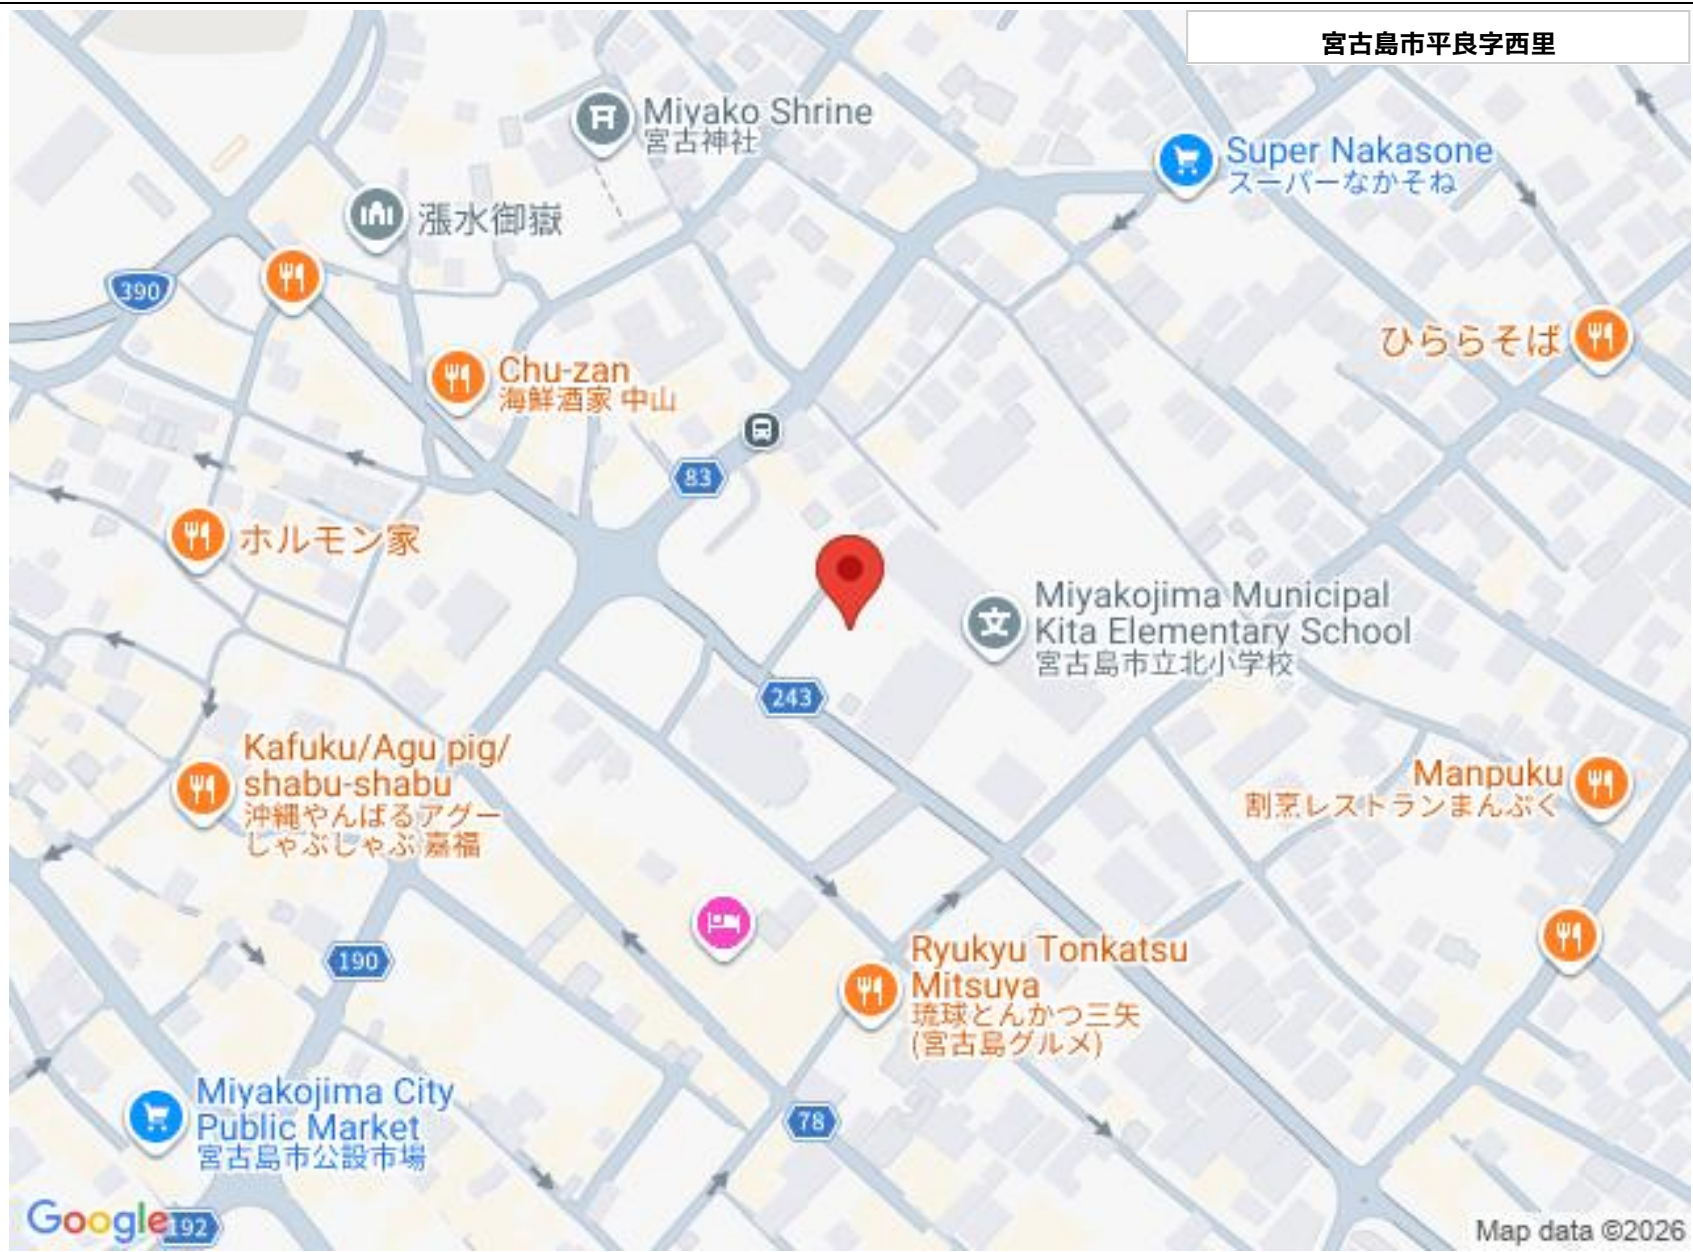 宮古島市平良字西里
Miyako Shrine
宮古神社
Super Nakasone
スーパーなかそね
漲水御嶽
390
ひららそば
Chu-zan
海鮮酒家 中山
83
ホルモン家
Miyakojima Municipal
Kita Elementary School
宮古島市立北小学校
243
Kafuku/Agu pig/
shabu-shabu
沖縄やんばるアグー
しゃぶしゃぶ 嘉福
Manpuku
割烹レストランまんぷく
190
Ryukyu Tonkatsu
Mitsuya
琉球とんかつ三矢
(宮古島グルメ)
Miyakojima City
Public Market
宮古島市公設市場
78
Google
192
Map data ©2026